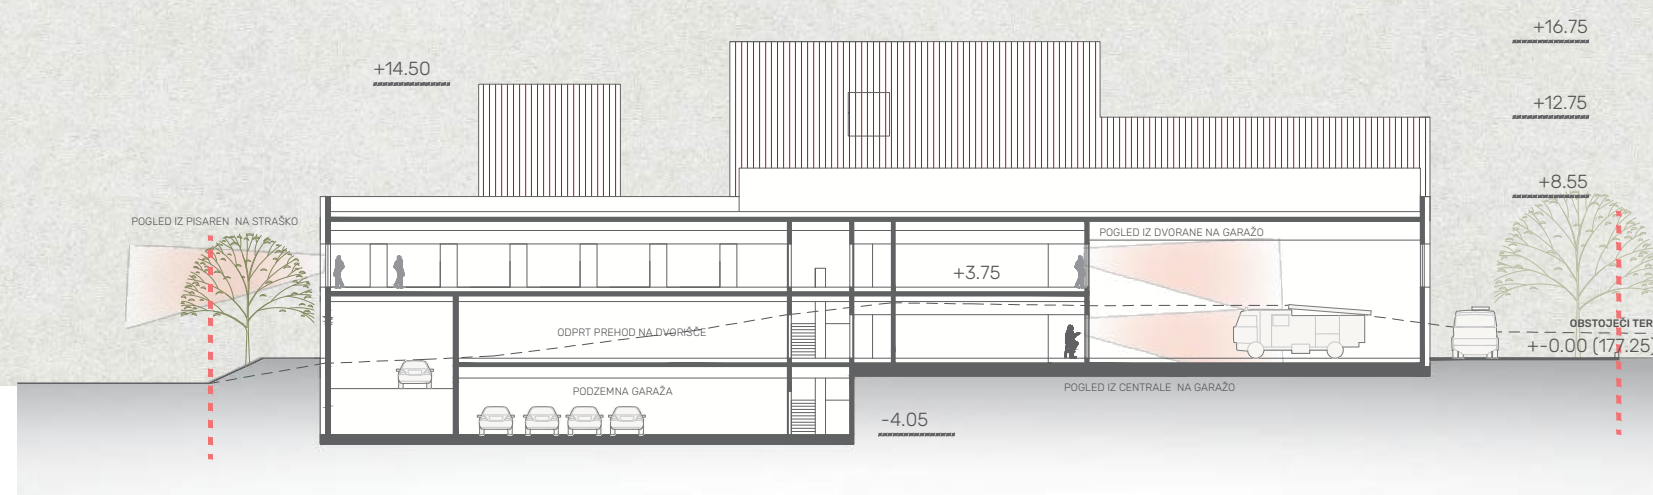 +16.75
+14.50
+12.75
+8.55
POGLED IZ PISAREN NA STRAŠKO
POGLED IZ DVORANE NA GARAŽO
+3.75
ODPRT PREHOD NA DVORIŠČE
OBSTOJEČI TER
+-0.00 (177.25)
PODZEMNA GARAŽA
POGLED IZ CENTRALE NA GARAŽO
-4.05